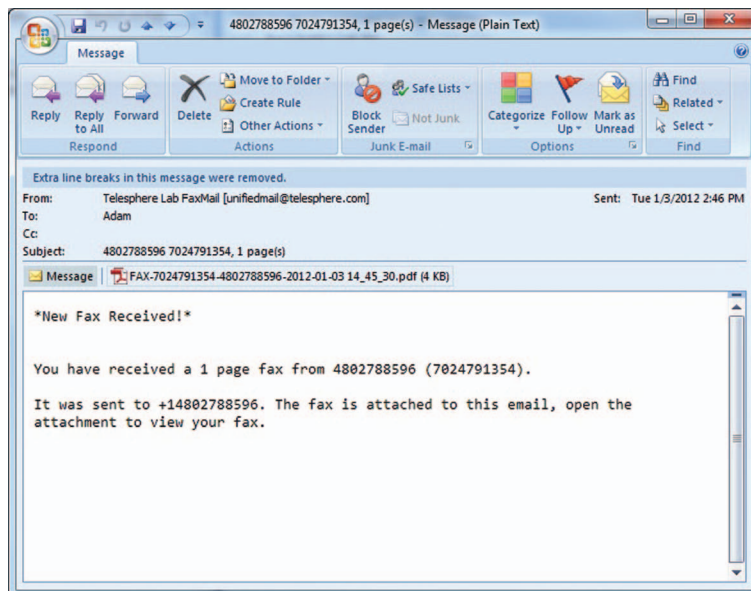 4802788596 7024791354, 1 page(s) - Message (Plain Text)
Message
Reply
Reply to All
Forward
Respond
Delete
Move to Folder
Create Rule
Other Actions
Actions
Block Sender
Safe Lists
Not Junk
Junk E-mail
Categorize
Follow Up
Mark as Unread
Options
Find
Related
Select
Find
Extra line breaks in this message were removed.
From: Telesphere Lab FaxMail [unifiedmail@telesphere.com] Sent: Tue 1/3/2012 2:46 PM
To: Adam
Cc:
Subject: 4802788596 7024791354, 1 page(s)
Message FAX-7024791354-4802788596-2012-01-03 14_45_30.pdf (4 KB)
*New Fax Received!*
You have received a 1 page fax from 4802788596 (7024791354).
It was sent to +14802788596. The fax is attached to this email, open the
attachment to view your fax.